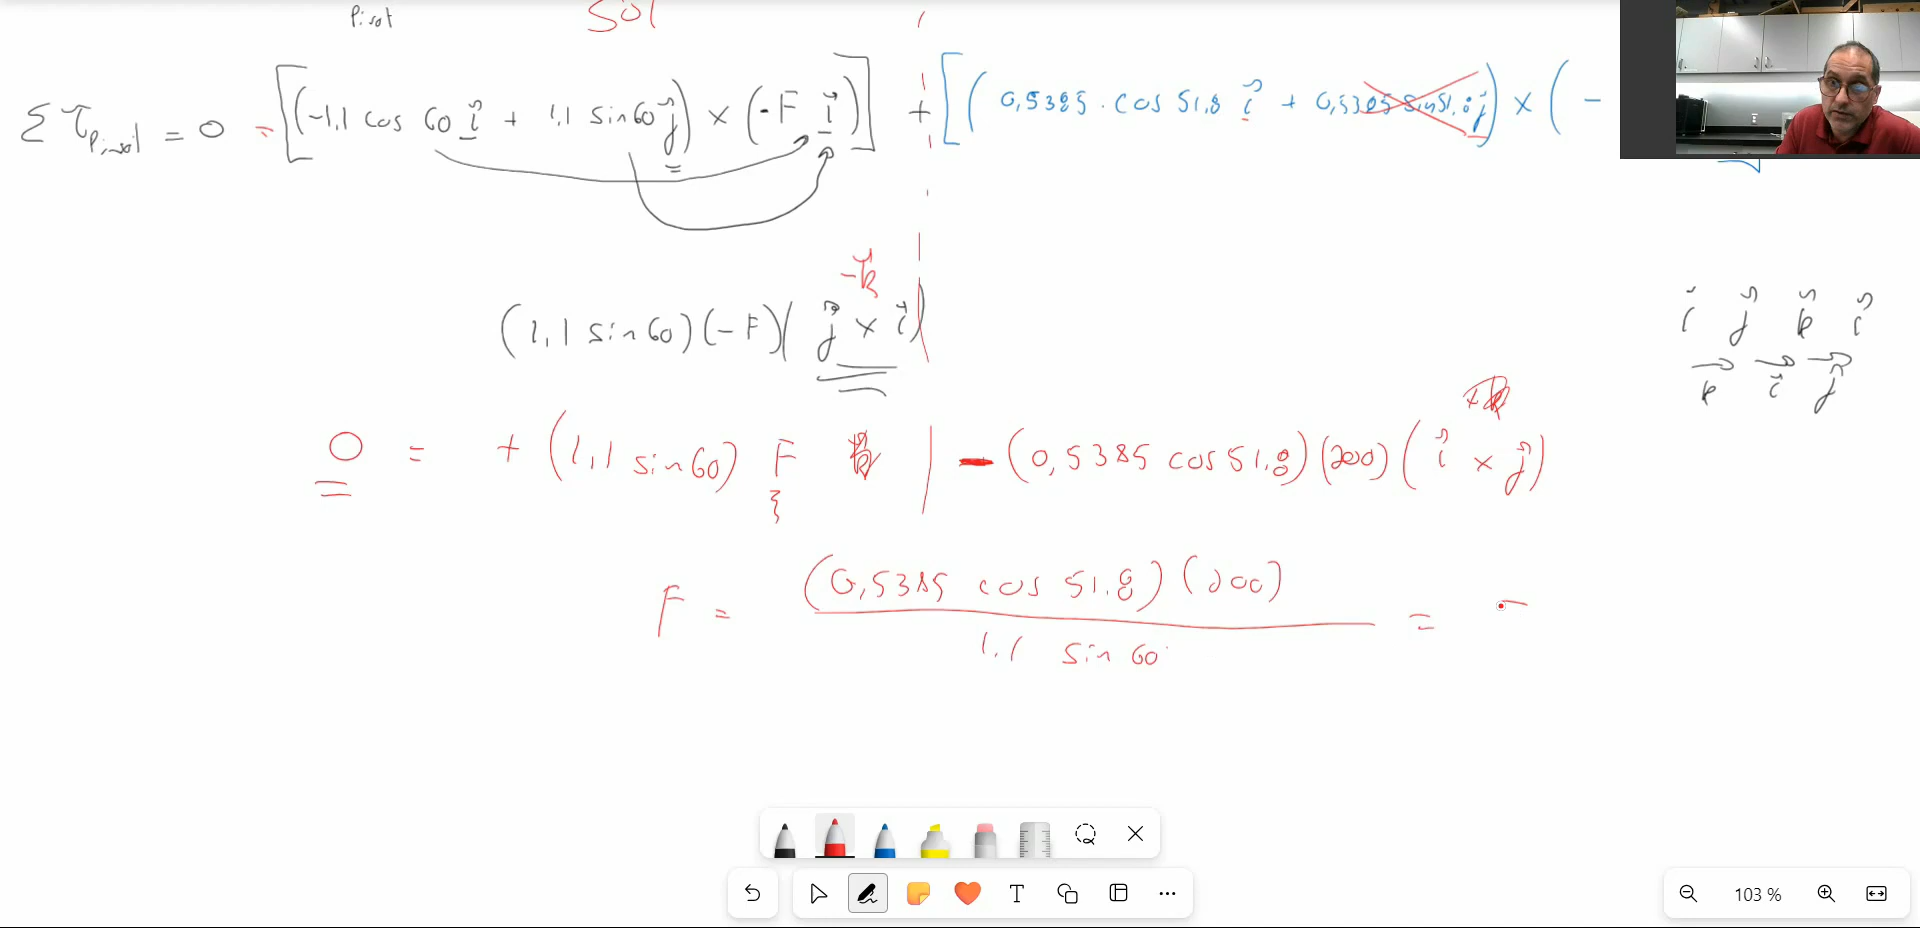 Pivot Sol
Σ τ_Pivot = 0 = [(-1,1 cos 60 i + 1,1 sin 60 j) × (-F i)] + [(0,5385 · cos 51,8 i + 0,5385 sin 51,8 j) × (-
-k
(1,1 sin 60)(-F)( j × i )
i j k i
k i j
+k
0 = + (1,1 sin 60) F k | - (0,5385 cos 51,8)(200)( i × j )
F = (0,5385 cos 51,8)(200) =
1,1 sin 60
T
103 %